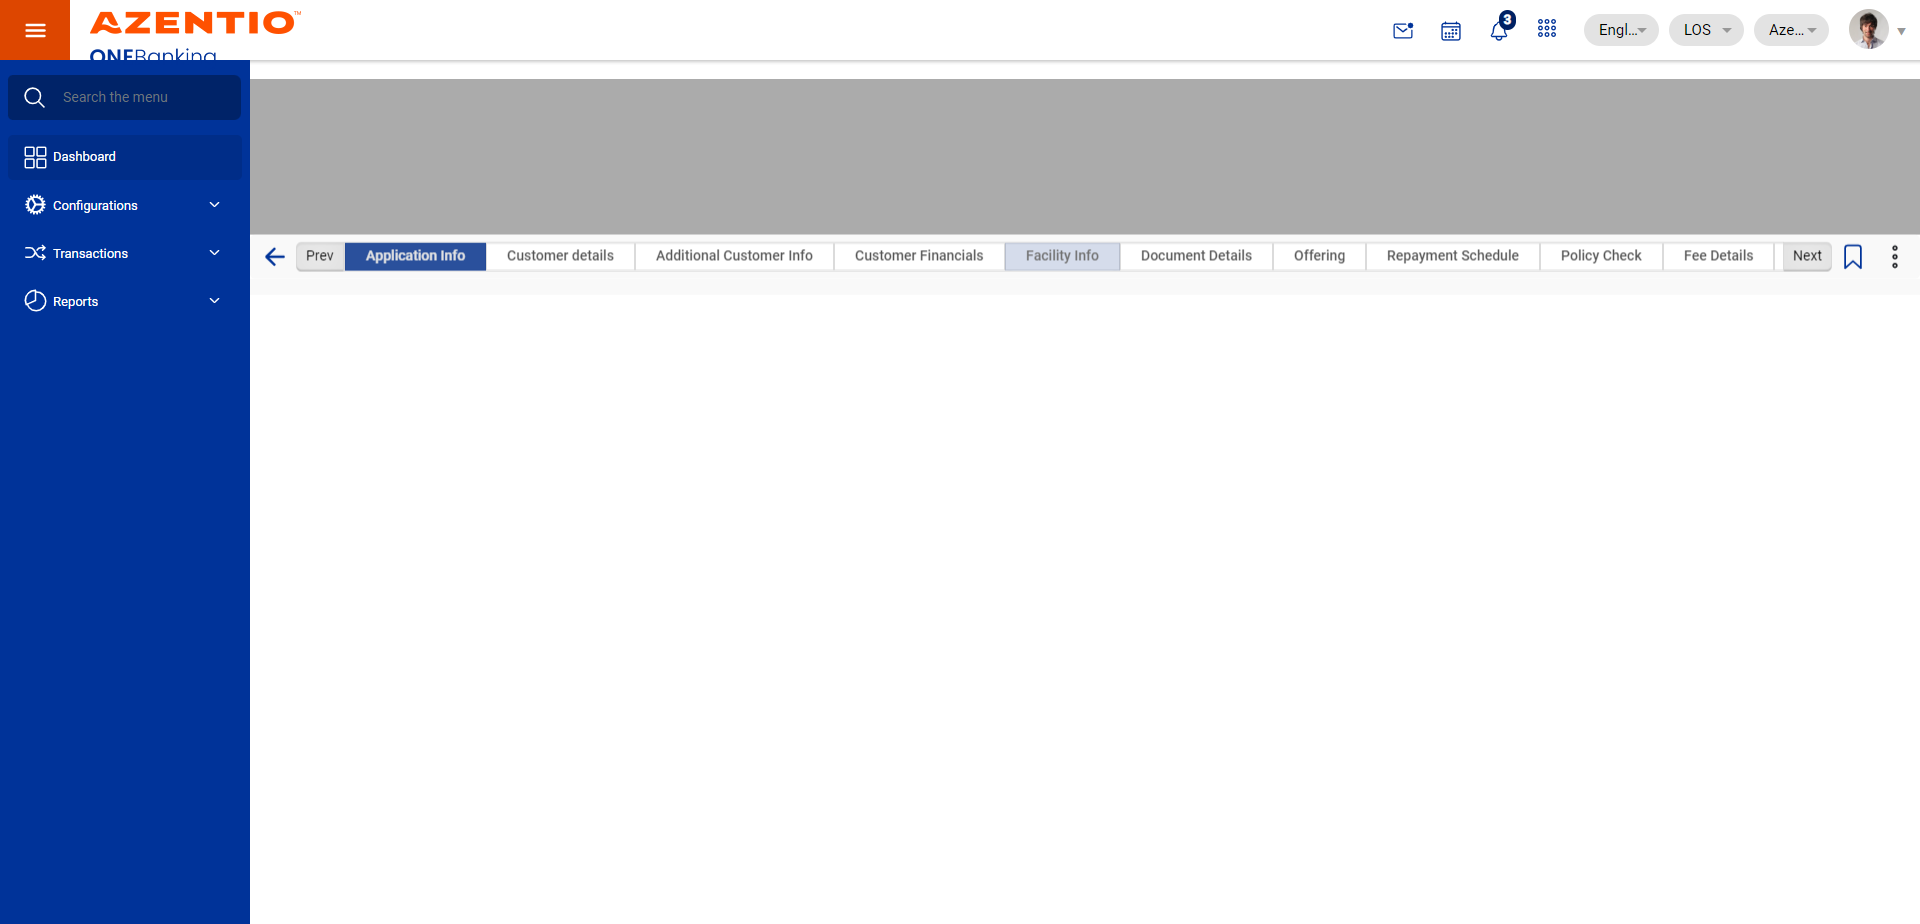 AZENTIO™
ONEBanking
3
Engl...
LOS
Aze...
Search the menu
Dashboard
Configurations
Transactions
Reports
Prev
Application Info
Customer details
Additional Customer Info
Customer Financials
Facility Info
Document Details
Offering
Repayment Schedule
Policy Check
Fee Details
Next